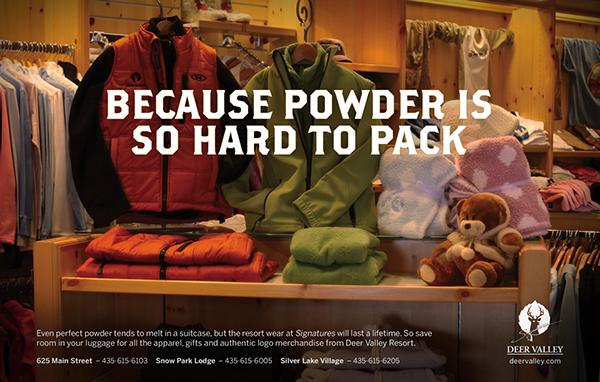 BECAUSE POWDER IS
SO HARD TO PACK
Even perfect powder tends to melt in a suitcase, but the resort wear at Signatures will last a lifetime. So save
room in your luggage for all the apparel, gifts and authentic logo merchandise from Deer Valley Resort.
625 Main Street – 435-615-6103 Snow Park Lodge – 435-615-6005 Silver Lake Village – 435-615-6205
DEER VALLEY
deervalley.com